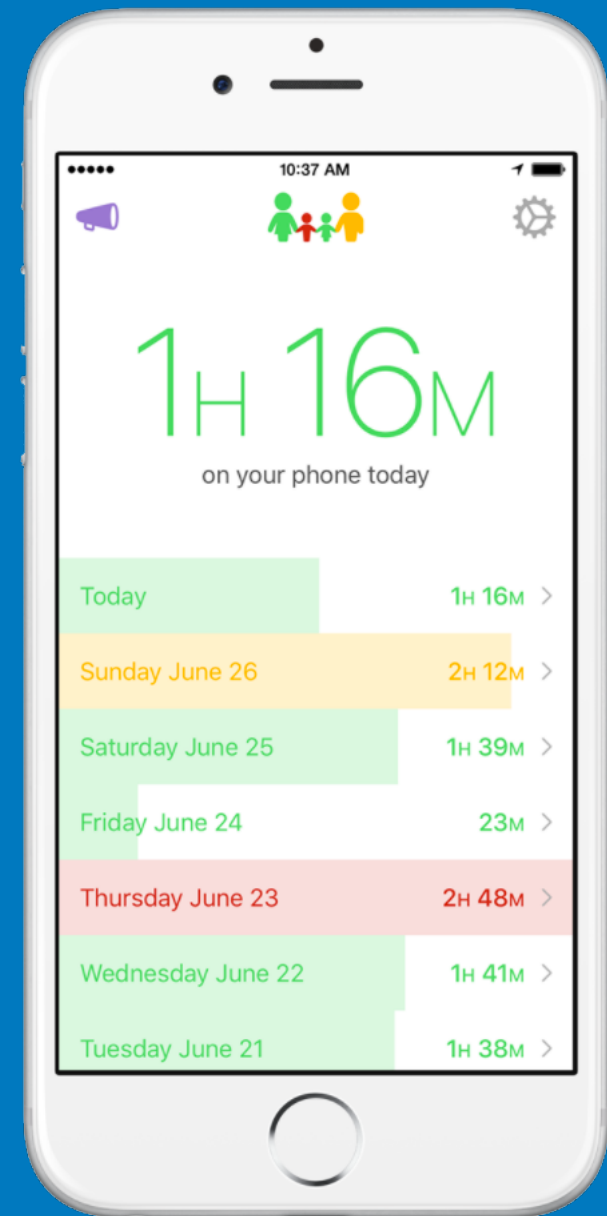 10:37 AM
1H 16M
on your phone today
Today 1H 16M
Sunday June 26 2H 12M
Saturday June 25 1H 39M
Friday June 24 23M
Thursday June 23 2H 48M
Wednesday June 22 1H 41M
Tuesday June 21 1H 38M